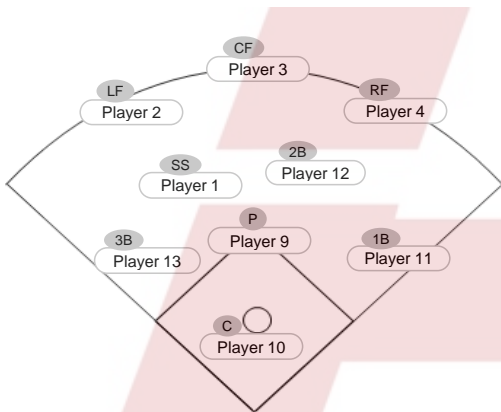 CF
Player 3
LF
Player 2
RF
Player 4
2B
Player 12
SS
Player 1
P
Player 9
3B
Player 13
1B
Player 11
C
Player 10